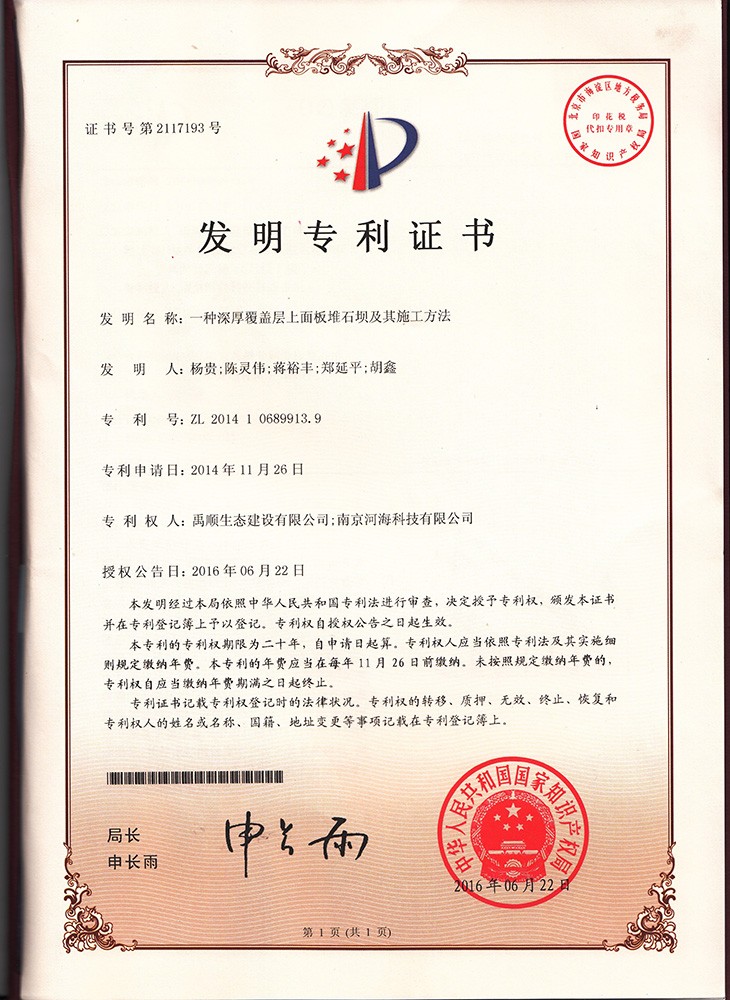 证书号第2117193号
北京市海淀区地方税务局
印花税
代扣专用章
国家知识产权局
发明专利证书
发明名称：一种深厚覆盖层上面板堆石坝及其施工方法
发明人：杨贵;陈灵伟;蒋裕丰;郑延平;胡鑫
专利号：ZL 2014 1 0689913.9
专利申请日：2014年11月26日
专利权人：禹顺生态建设有限公司;南京河海科技有限公司
授权公告日：2016年06月22日
本发明经过本局依照中华人民共和国专利法进行审查，决定授予专利权，颁发本证书
并在专利登记簿上予以登记。专利权自授权公告之日起生效。
本专利的专利权期限为二十年，自申请日起算。专利权人应当依照专利法及其实施细
则规定缴纳年费。本专利的年费应当在每年11月26日前缴纳。未按照规定缴纳年费的，
专利权自应当缴纳年费期满之日起终止。
专利证书记载专利权登记时的法律状况。专利权的转移、质押、无效、终止、恢复和
专利权人的姓名或名称、国籍、地址变更等事项记载在专利登记簿上。
局长
申长雨
申长雨
中华人民共和国国家知识产权局
2016年06月22日
第1页(共1页)